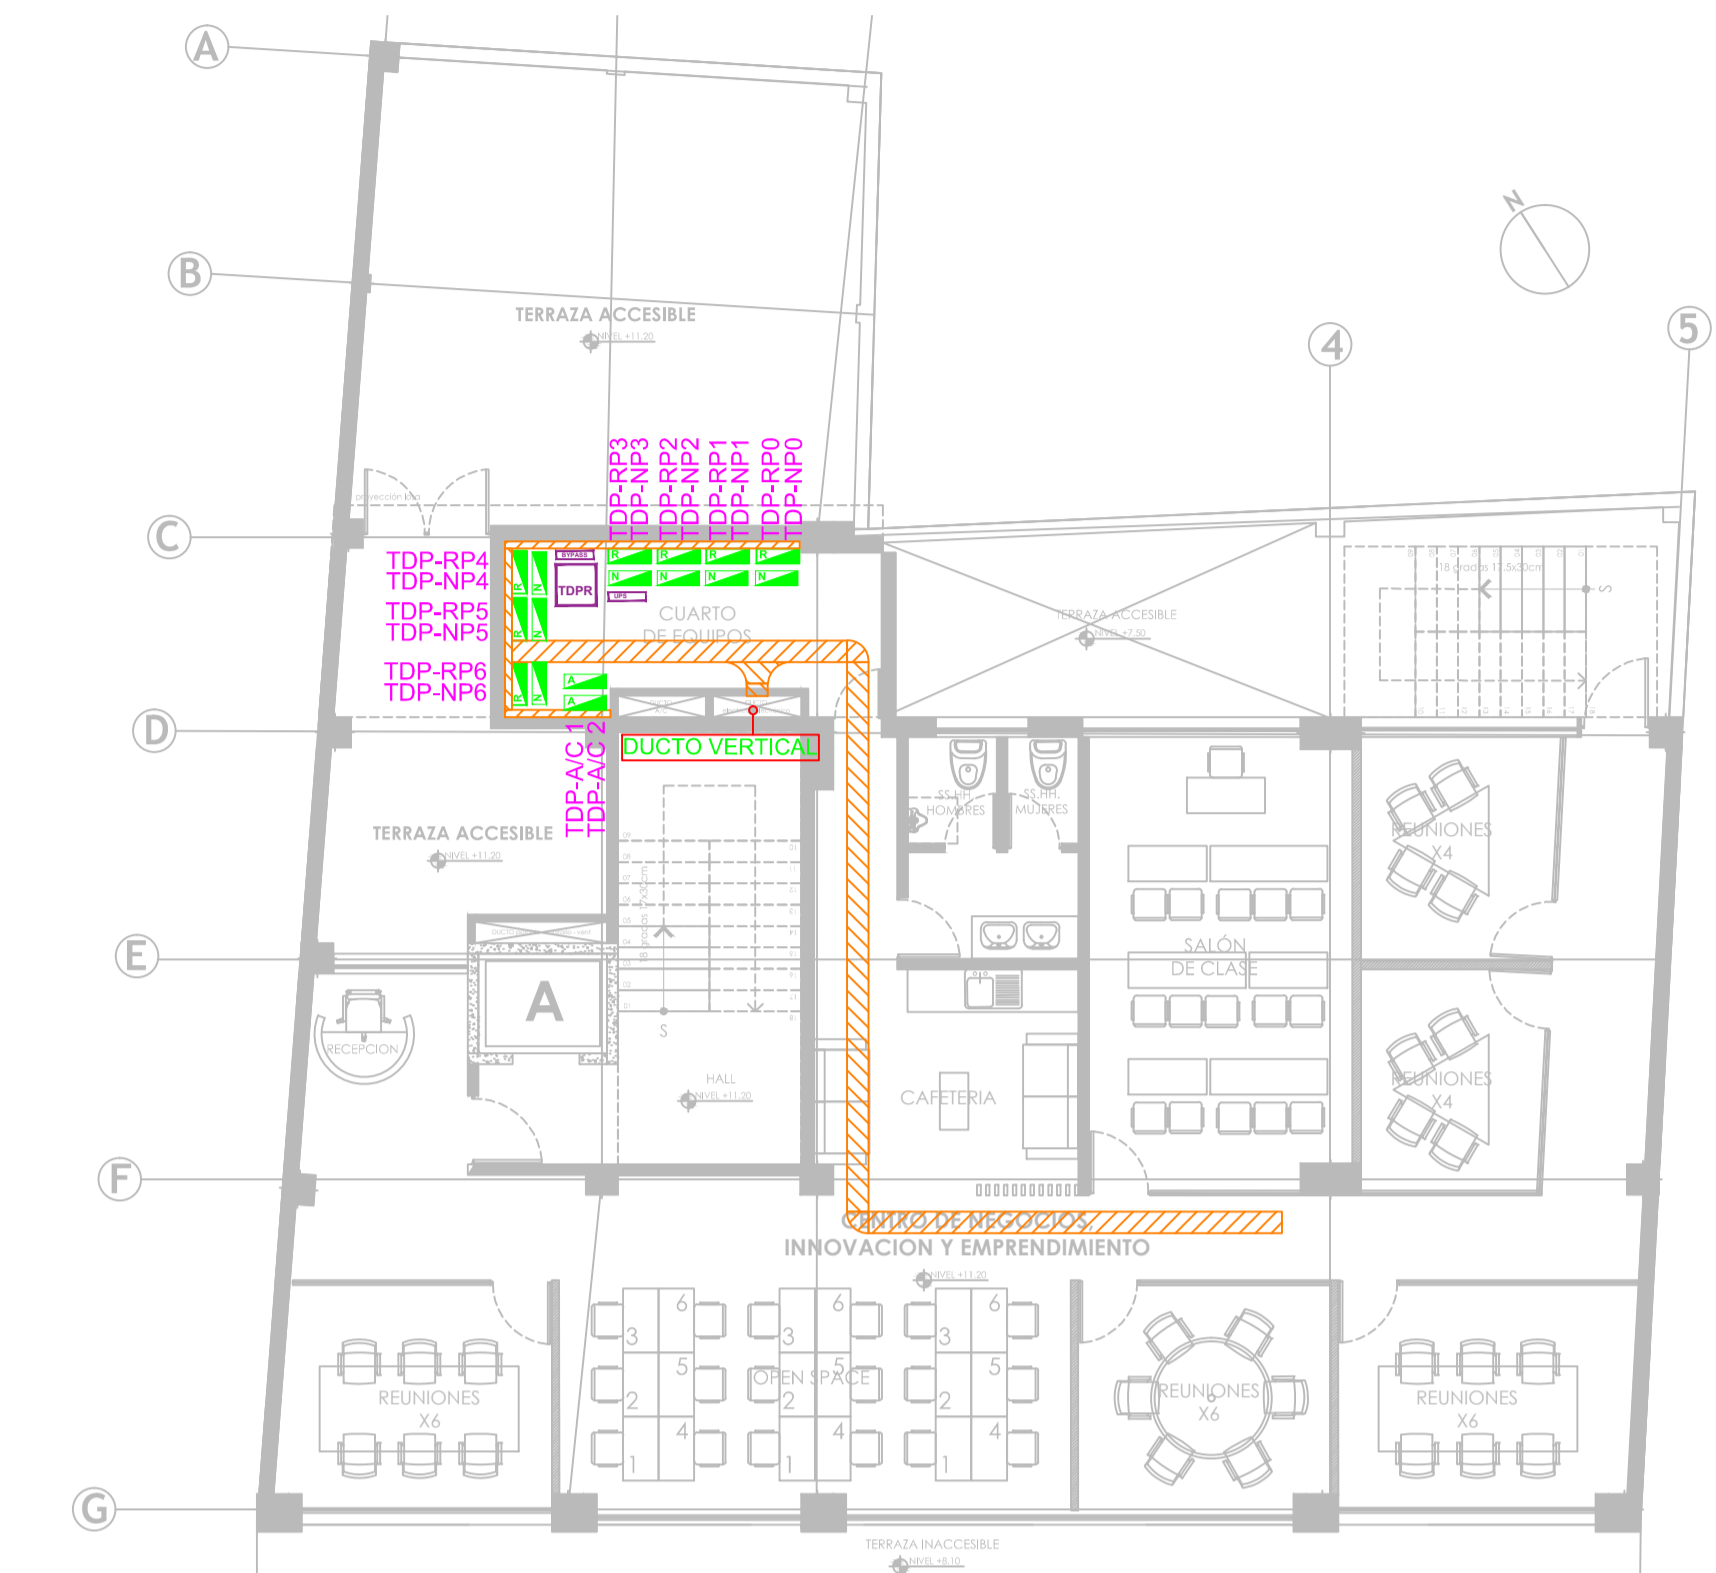 A
N
B
TERRAZA ACCESIBLE
NIVEL +11.20
4
5
TDP-RP3
TDP-NP3
TDP-RP2
TDP-NP2
TDP-RP1
TDP-NP1
TDP-RP0
TDP-NP0
proyección losa
C
TDP-RP4
TDP-NP4
TDP-RP5
TDP-NP5
TDP-RP6
TDP-NP6
R
N
R
N
R
N
BYPASS
TDPR
UPS
R
R
R
R
N
N
N
N
CUARTO
DE EQUIPOS
A
A
TERRAZA ACCESIBLE
NIVEL +7.50
18 gradas 17.5x30cm
S
D
DUCTO
A/C
DUCTO VERTICAL
TDP-A/C 1
TDP-A/C 2
SS.HH.
HOMBRES
SS.HH.
MUJERES
TERRAZA ACCESIBLE
NIVEL +11.20
REUNIONES
X4
18 gradas 17x30cm
S
E
A
RECEPCION
SALÓN
DE CLASE
HALL
NIVEL +11.20
CAFETERIA
REUNIONES
X4
F
CENTRO DE NEGOCIOS,
INNOVACION Y EMPRENDIMIENTO
NIVEL +11.20
REUNIONES
X6
6
3
5
2
4
1
6
3
5
2
4
1
6
3
5
2
4
1
OPEN SPACE
REUNIONES
X6
REUNIONES
X6
G
TERRAZA INACCESIBLE
NIVEL +8.10